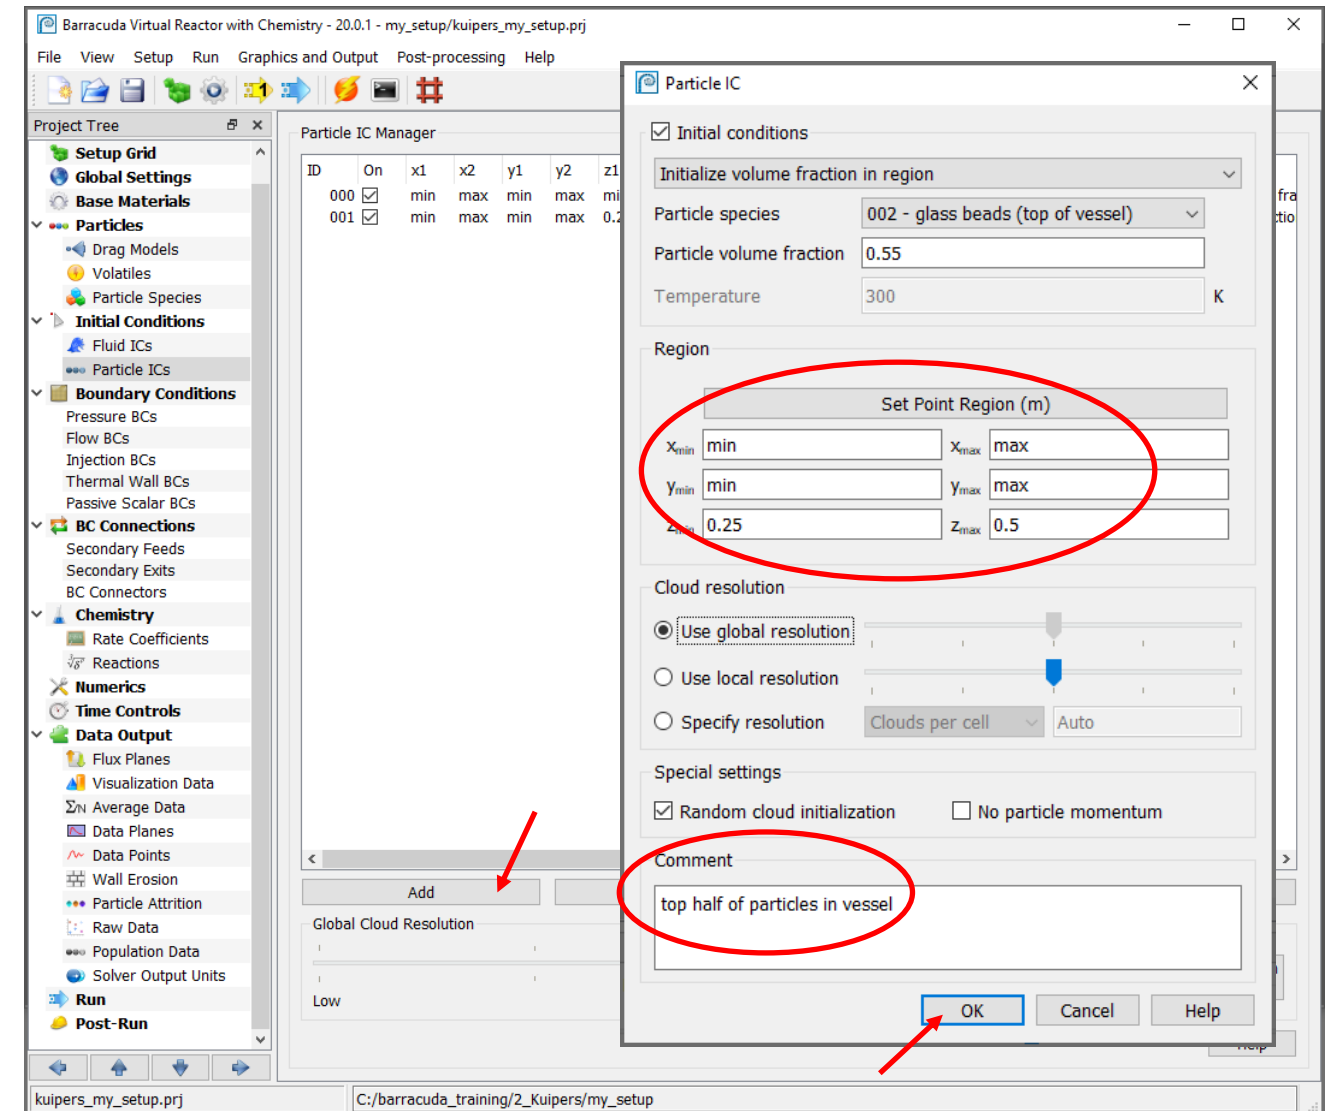 Barracuda Virtual Reactor with Chemistry - 20.0.1 - my_setup/kuipers_my_setup.prj
File View Setup Run Graphics and Output Post-processing Help
Project Tree
Setup Grid
Global Settings
Base Materials
Particles
Drag Models
Volatiles
Particle Species
Initial Conditions
Fluid ICs
Particle ICs
Boundary Conditions
Pressure BCs
Flow BCs
Injection BCs
Thermal Wall BCs
Passive Scalar BCs
BC Connections
Secondary Feeds
Secondary Exits
BC Connectors
Chemistry
Rate Coefficients
Reactions
Numerics
Time Controls
Data Output
Flux Planes
Visualization Data
Average Data
Data Planes
Data Points
Wall Erosion
Particle Attrition
Raw Data
Population Data
Solver Output Units
Run
Post-Run
Particle IC Manager
ID On x1 x2 y1 y2 z1
000 min max min max mi
001 min max min max 0.2
Add
Global Cloud Resolution
Low
Particle IC
Initial conditions
Initialize volume fraction in region
Particle species 002 - glass beads (top of vessel)
Particle volume fraction 0.55
Temperature 300 K
Region
Set Point Region (m)
xmin min xmax max
ymin min ymax max
zmin 0.25 zmax 0.5
Cloud resolution
Use global resolution
Use local resolution
Specify resolution Clouds per cell Auto
Special settings
Random cloud initialization No particle momentum
Comment
top half of particles in vessel
OK Cancel Help
fra
tio
Help
kuipers_my_setup.prj C:/barracuda_training/2_Kuipers/my_setup